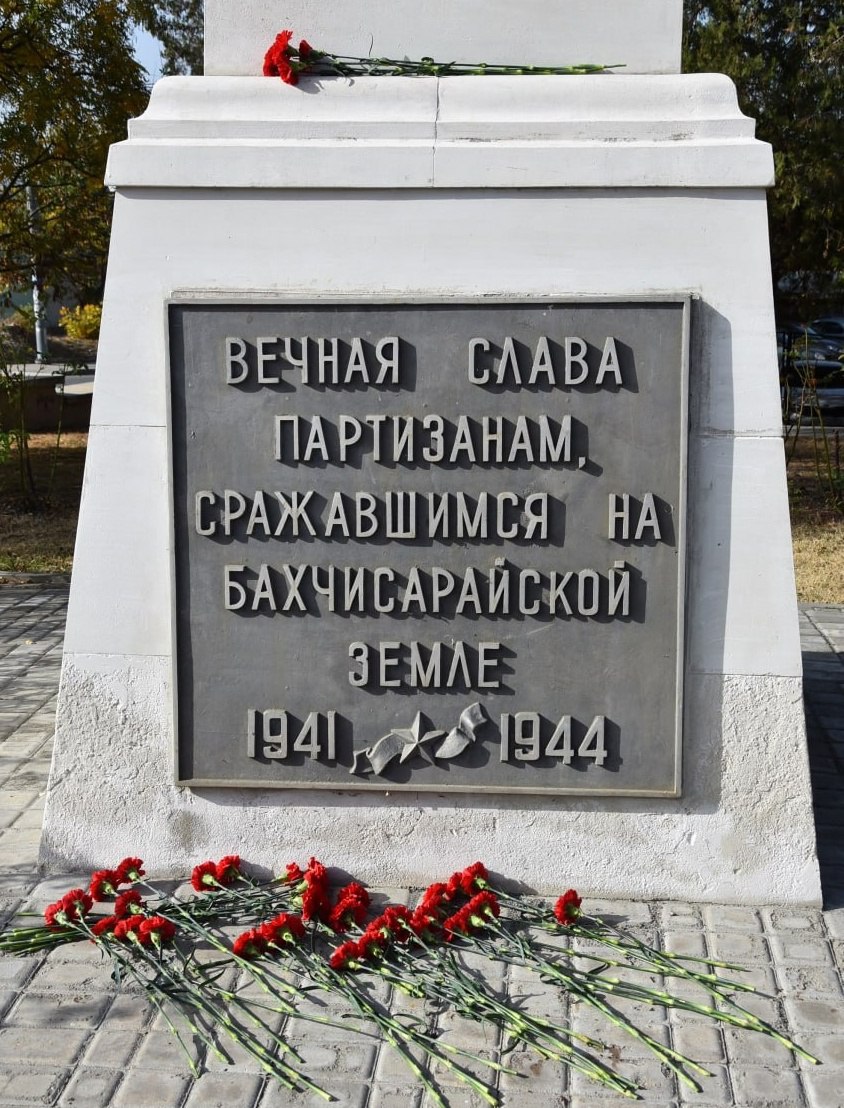 ВЕЧНАЯ СЛАВА
ПАРТИЗАНАМ,
СРАЖАВШИМСЯ НА
БАХЧИСАРАЙСКОЙ
ЗЕМЛЕ
1941 1944